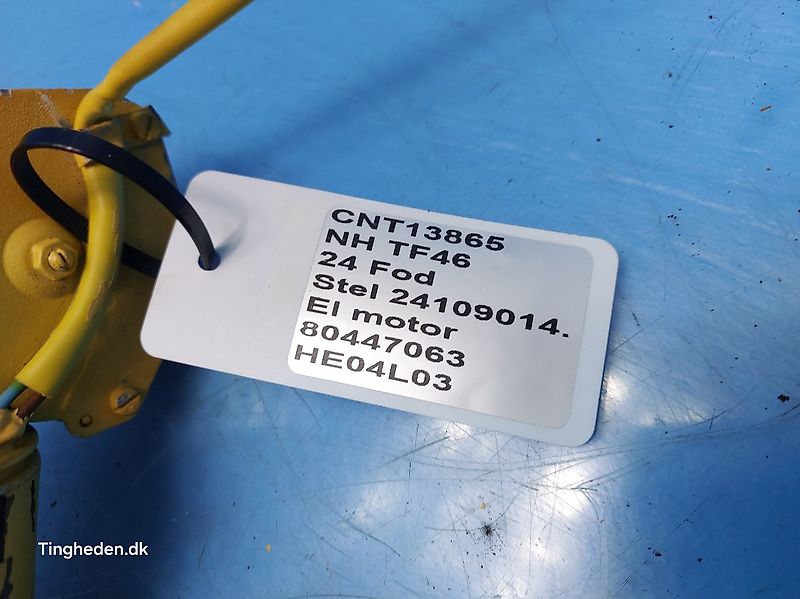 CNT13865
NH TF46
24 Fod
Stel 24109014.
El motor
80447063
HE04L03
Tingheden.dk